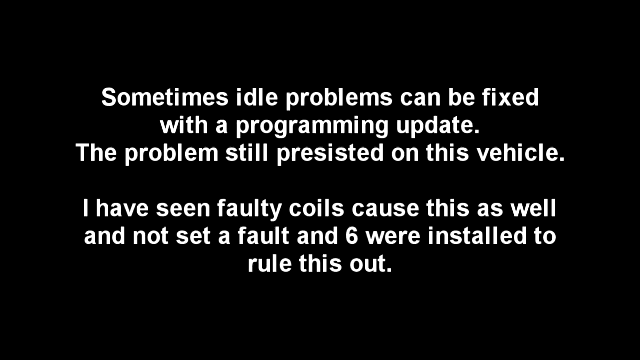 Sometimes idle problems can be fixed
with a programming update.
The problem still presisted on this vehicle.
I have seen faulty coils cause this as well
and not set a fault and 6 were installed to
rule this out.